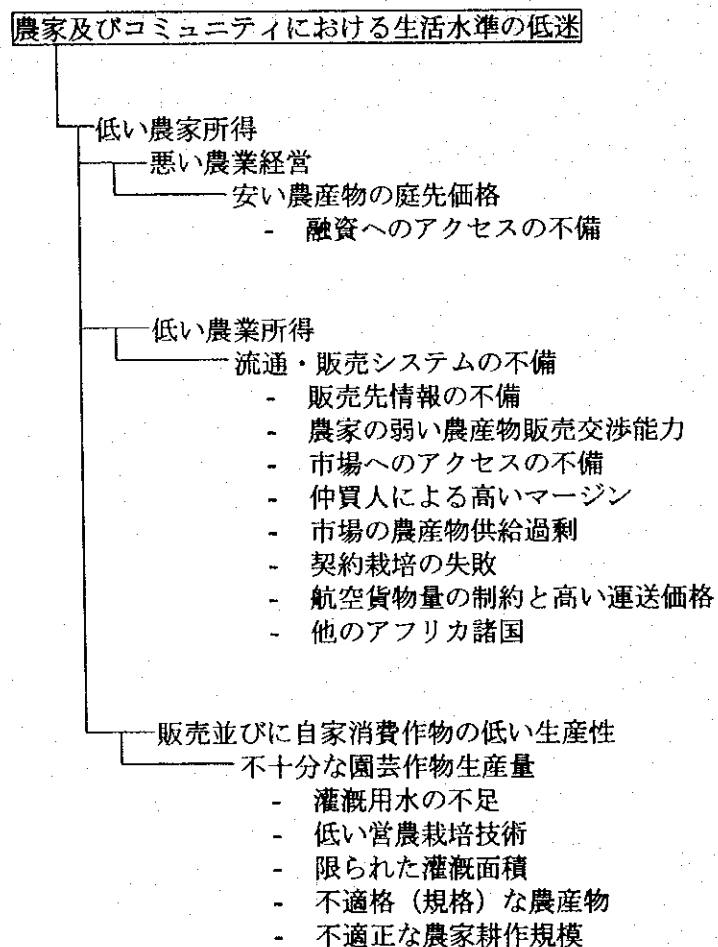 農家及びコミュニティにおける生活水準の低迷
低い農家所得
悪い農業経営
安い農産物の庭先価格
- 融資へのアクセスの不備
低い農業所得
流通・販売システムの不備
- 販売先情報の不備
- 農家の弱い農産物販売交渉能力
- 市場へのアクセスの不備
- 仲買人による高いマージン
- 市場の農産物供給過剰
- 契約栽培の失敗
- 航空貨物量の制約と高い運送価格
- 他のアフリカ諸国
販売並びに自家消費作物の低い生産性
不十分な園芸作物生産量
- 灌漑用水の不足
- 低い営農栽培技術
- 限られた灌漑面積
- 不適格（規格）な農産物
- 不適正な農家耕作規模